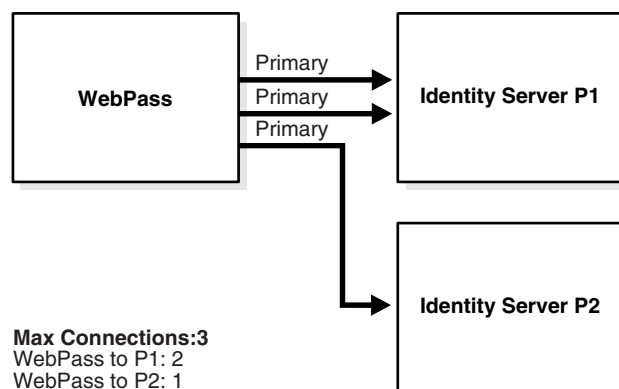 Primary
WebPass
Primary
Identity Server P1
Primary
Identity Server P2
Max Connections:3
WebPass to P1: 2
WebPass to P2: 1